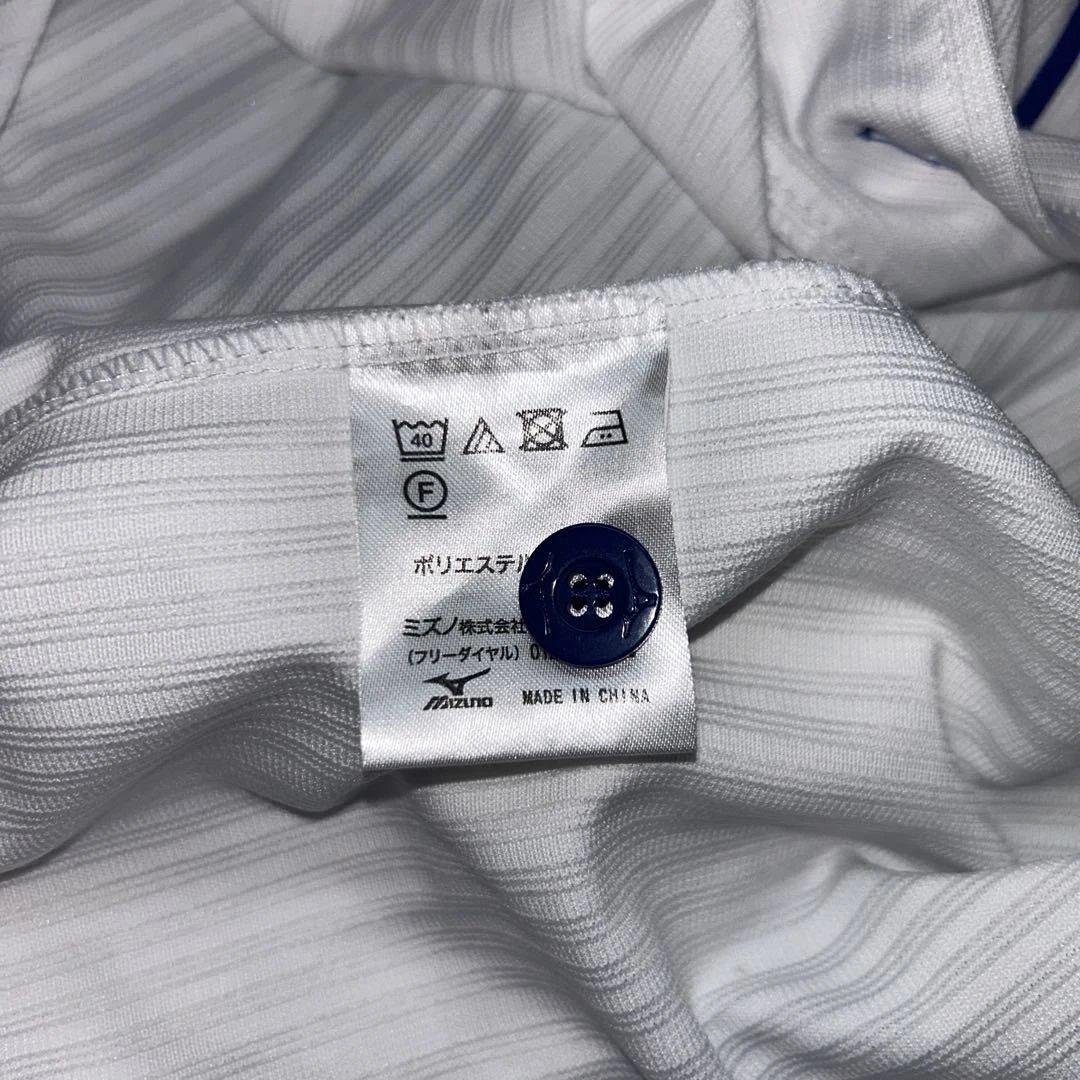 40
F
ポリエステル
ミズノ株式会社
(フリーダイヤル)
Mizuno MADE IN CHINA